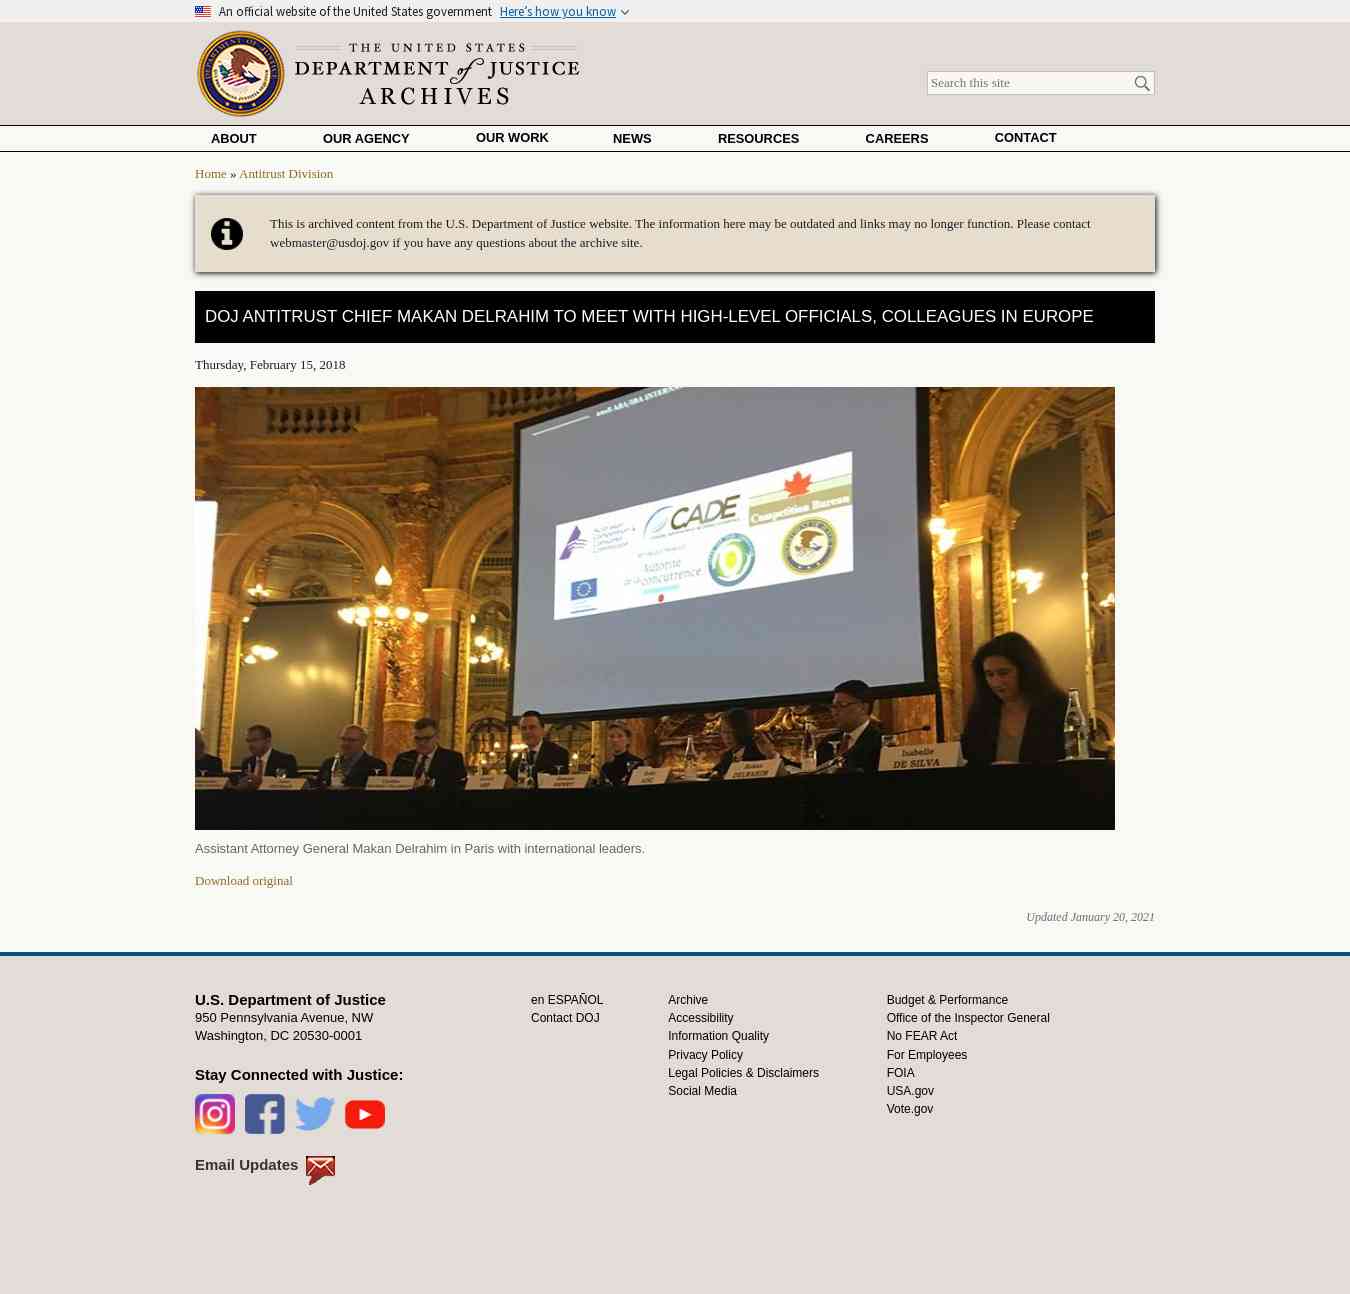 An official website of the United States government Here's how you know
THE UNITED STATES
DEPARTMENT of JUSTICE
ARCHIVES
Search this site
ABOUT OUR AGENCY OUR WORK NEWS RESOURCES CAREERS CONTACT
Home » Antitrust Division
This is archived content from the U.S. Department of Justice website. The information here may be outdated and links may no longer function. Please contact
webmaster@usdoj.gov if you have any questions about the archive site.
DOJ ANTITRUST CHIEF MAKAN DELRAHIM TO MEET WITH HIGH-LEVEL OFFICIALS, COLLEAGUES IN EUROPE
Thursday, February 15, 2018
CADE
Competition Bureau
Autorité
de la concurrence
Isabelle
DE SILVA
DELRAHIM
Assistant Attorney General Makan Delrahim in Paris with international leaders.
Download original
Updated January 20, 2021
U.S. Department of Justice
950 Pennsylvania Avenue, NW
Washington, DC 20530-0001
Stay Connected with Justice:
Email Updates
en ESPAÑOL
Contact DOJ
Archive
Accessibility
Information Quality
Privacy Policy
Legal Policies & Disclaimers
Social Media
Budget & Performance
Office of the Inspector General
No FEAR Act
For Employees
FOIA
USA.gov
Vote.gov